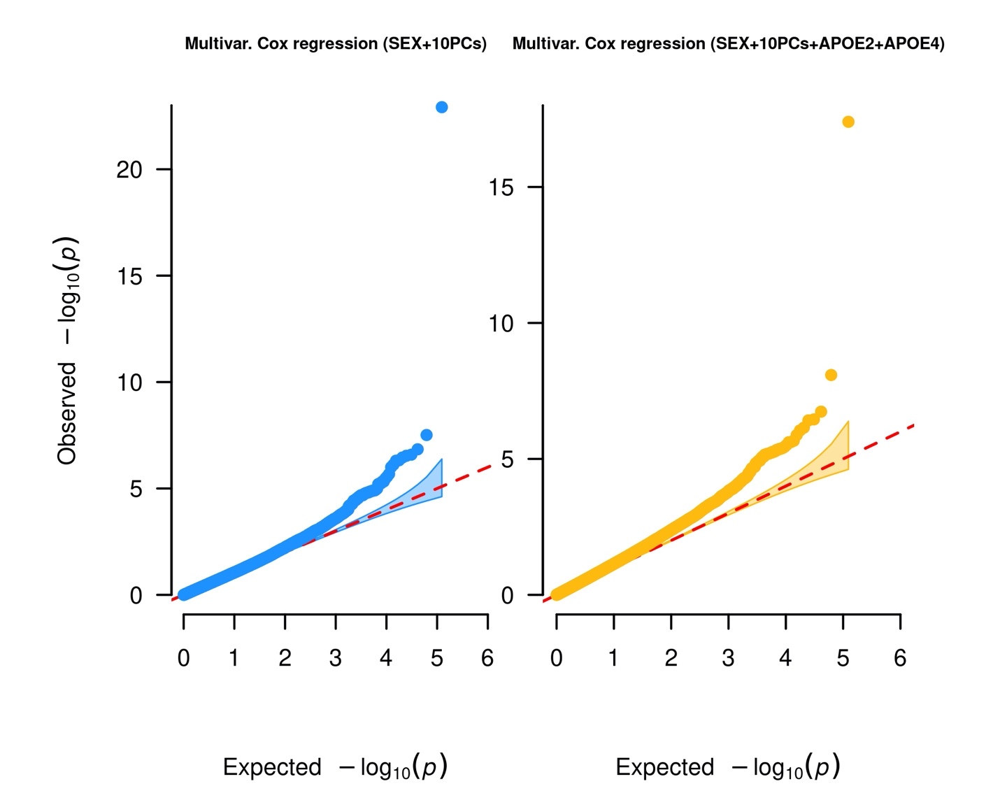 Multivar. Cox regression (SEX+10PCs)
Multivar. Cox regression (SEX+10PCs+APOE2+APOE4)
Observed −log10(p)
20
15
10
5
0
0 1 2 3 4 5 6
Expected −log10(p)
15
10
5
0
0 1 2 3 4 5 6
Expected −log10(p)